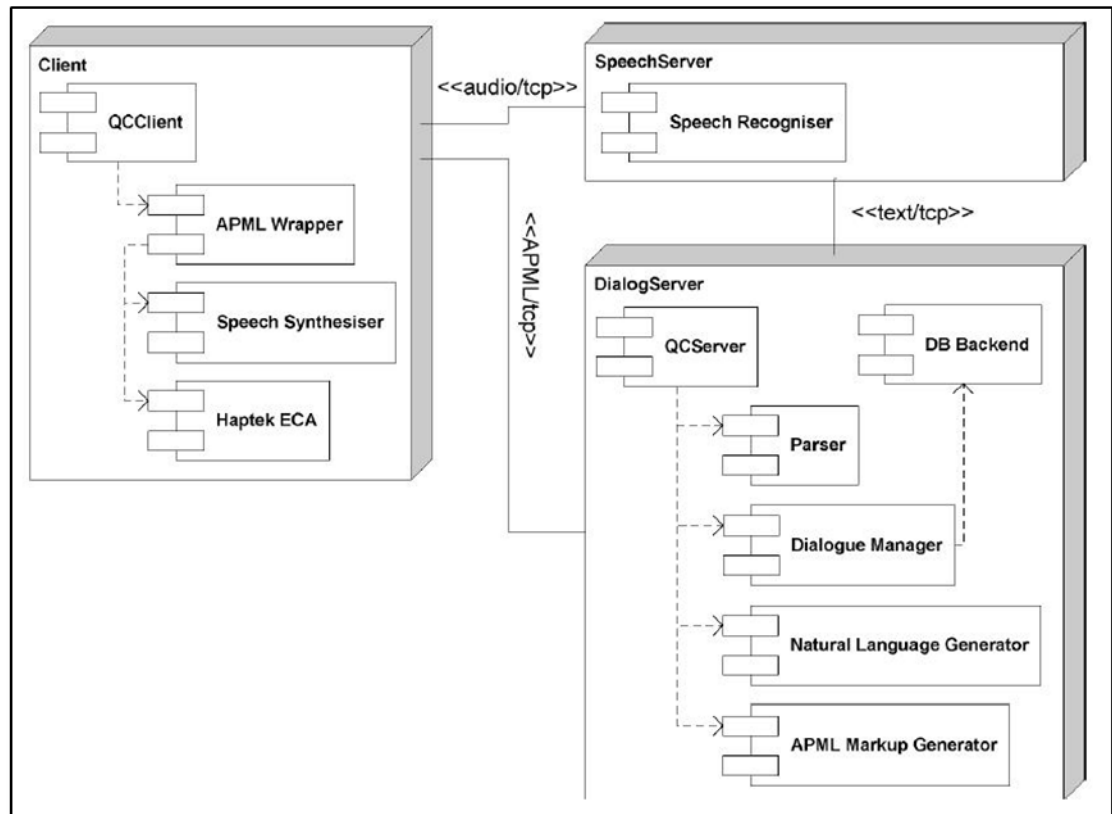 Client
QCClient
APML Wrapper
Speech Synthesiser
Haptek ECA
<<audio/tcp>>
<<APML/tcp>>
SpeechServer
Speech Recogniser
<<text/tcp>>
DialogServer
QCServer
DB Backend
Parser
Dialogue Manager
Natural Language Generator
APML Markup Generator